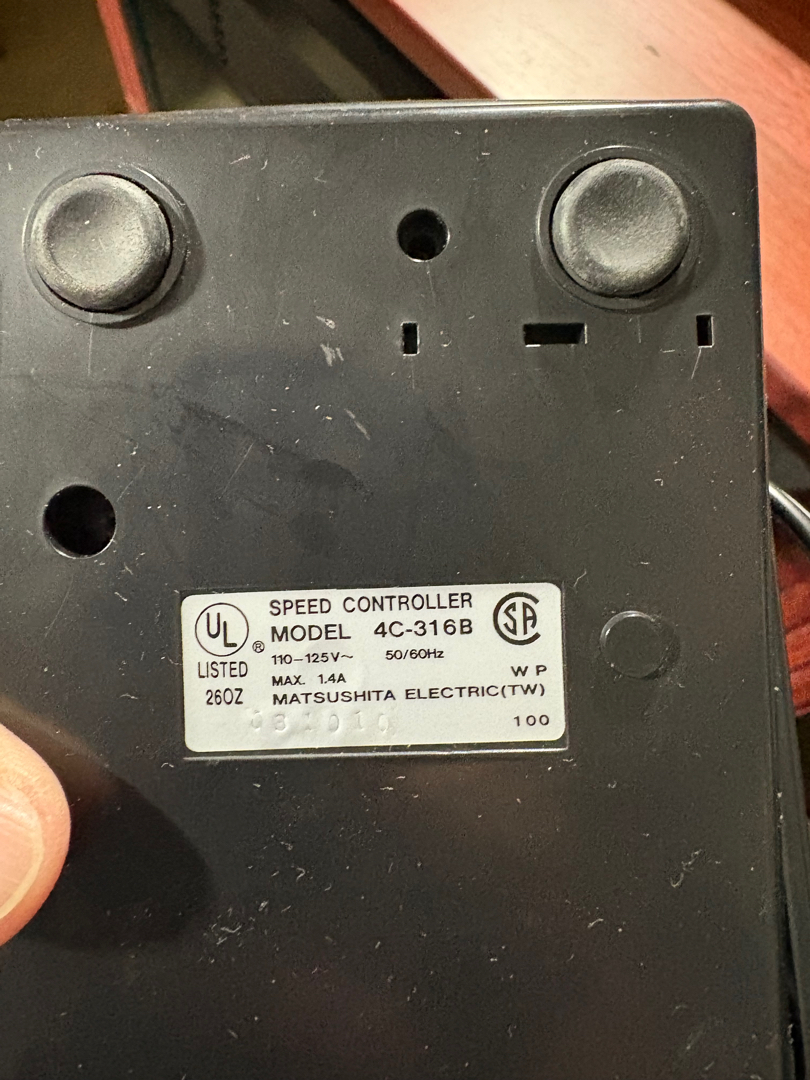 SPEED CONTROLLER
UL ® MODEL 4C-316B SA
110-125V~ 50/60Hz
LISTED MAX. 1.4A W P
26OZ MATSUSHITA ELECTRIC(TW)
100